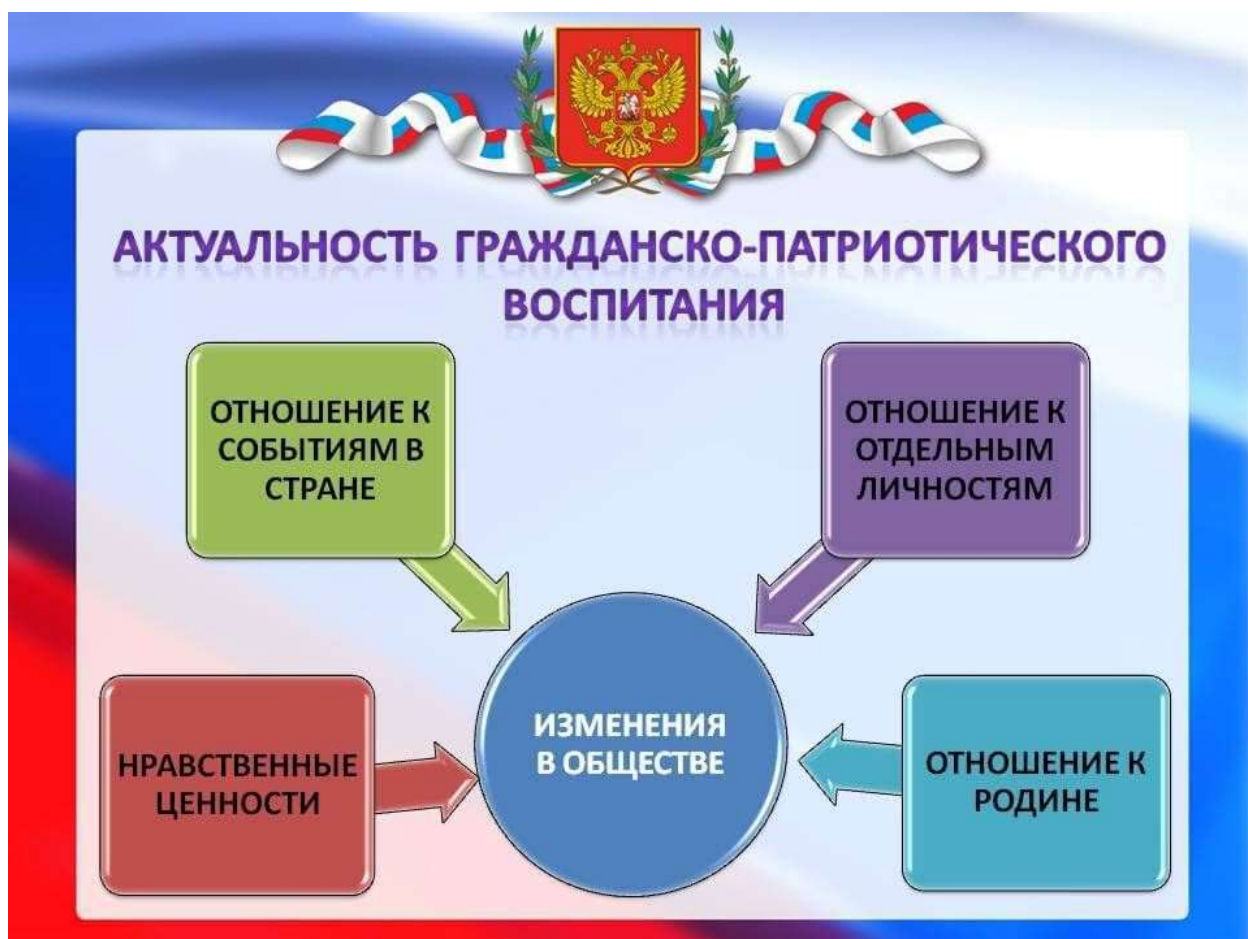 АКТУАЛЬНОСТЬ ГРАЖДАНСКО-ПАТРИОТИЧЕСКОГО
ВОСПИТАНИЯ
ОТНОШЕНИЕ К
СОБЫТИЯМ В
СТРАНЕ
ОТНОШЕНИЕ К
ОТДЕЛЬНЫМ
ЛИЧНОСТЯМ
НРАВСТВЕННЫЕ
ЦЕННОСТИ
ИЗМЕНЕНИЯ
В ОБЩЕСТВЕ
ОТНОШЕНИЕ К
РОДИНЕ